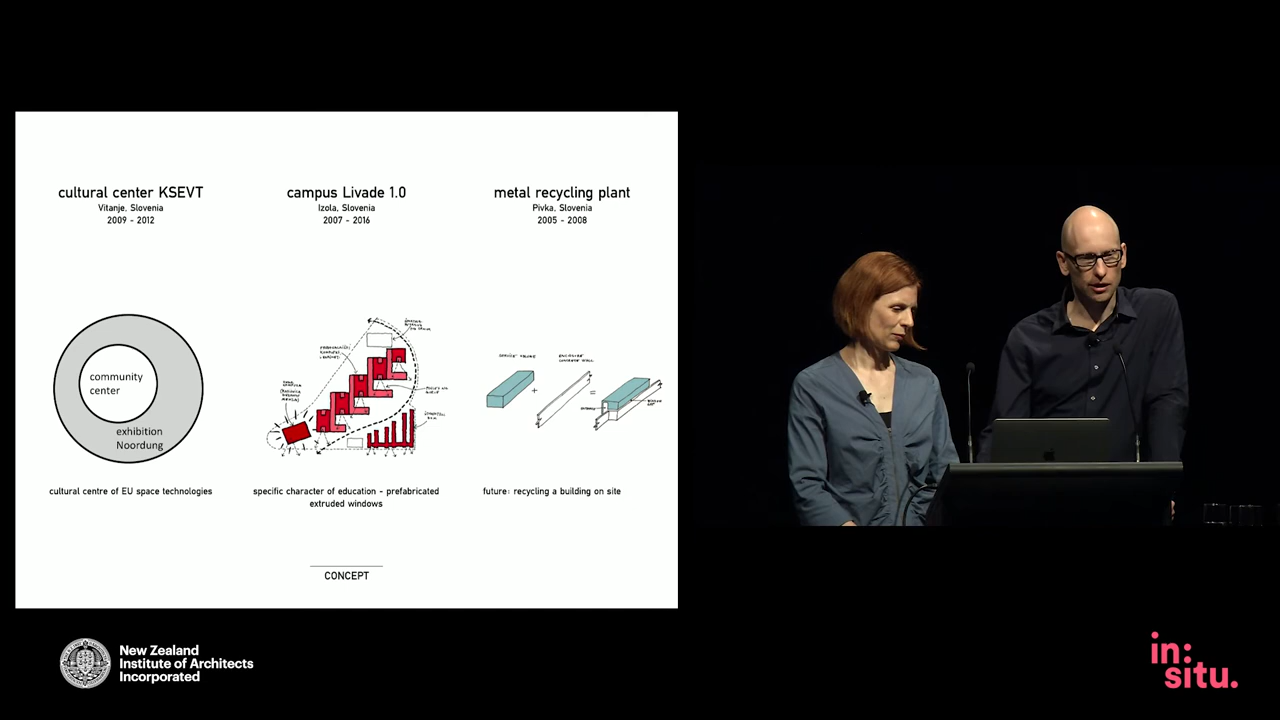 cultural center KSEVT
Vitanje, Slovenia
2009 - 2012
community
center
exhibition
Noordung
cultural centre of EU space technologies
campus Livade 1.0
Izola, Slovenia
2007 - 2016
specific character of education - prefabricated
extruded windows
metal recycling plant
Pivka, Slovenia
2005 - 2008
+
=
future: recycling a building on site
CONCEPT
New Zealand
Institute of Architects
Incorporated
in:
situ.